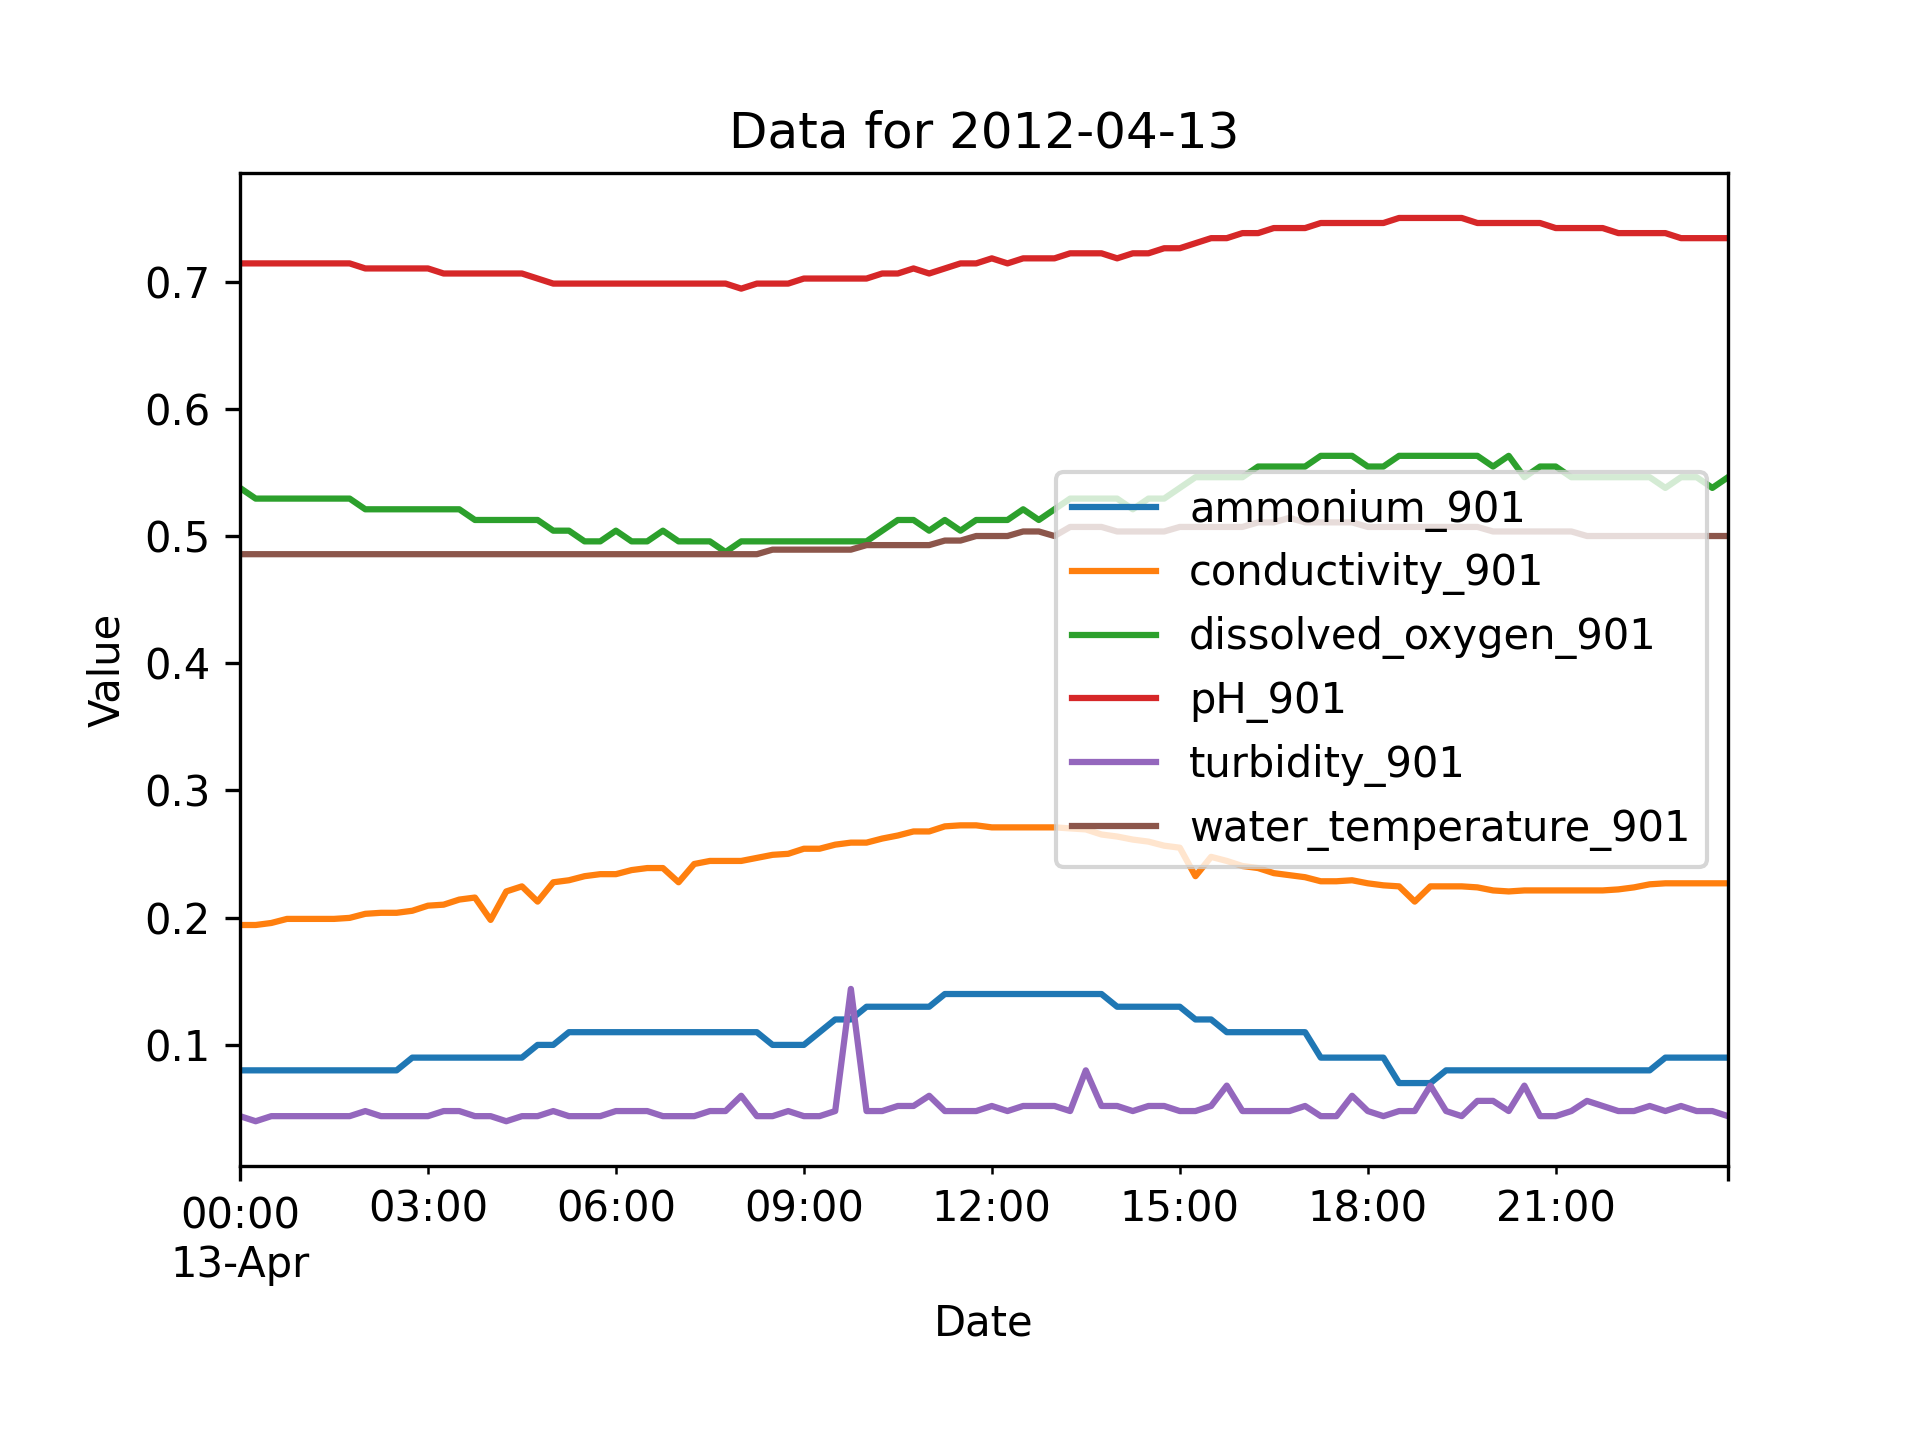 Data for 2012-04-13
Value
0.7
0.6
0.5
0.4
0.3
0.2
0.1
ammonium_901
conductivity_901
dissolved_oxygen_901
pH_901
turbidity_901
water_temperature_901
00:00 03:00 06:00 09:00 12:00 15:00 18:00 21:00
13-Apr
Date